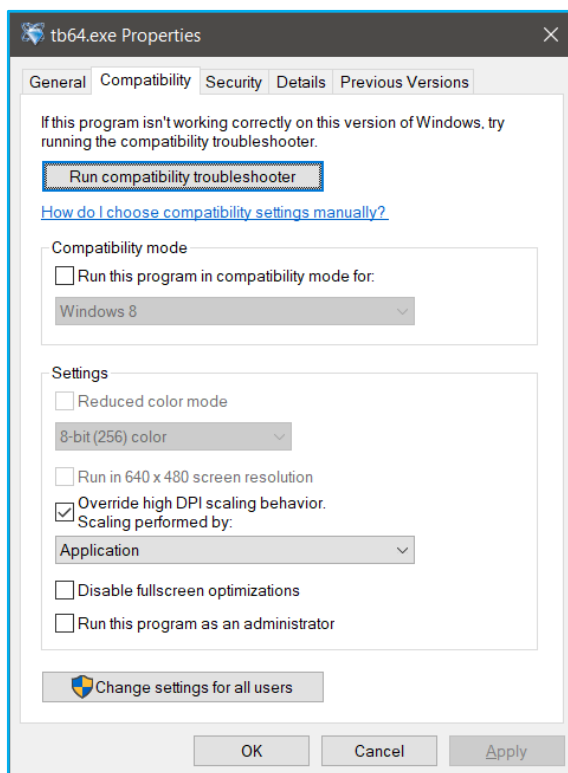 tb64.exe Properties
General Compatibility Security Details Previous Versions
If this program isn't working correctly on this version of Windows, try
running the compatibility troubleshooter.
Run compatibility troubleshooter
How do I choose compatibility settings manually?
Compatibility mode
Run this program in compatibility mode for:
Windows 8
Settings
Reduced color mode
8-bit (256) color
Run in 640 x 480 screen resolution
Override high DPI scaling behavior.
Scaling performed by:
Application
Disable fullscreen optimizations
Run this program as an administrator
Change settings for all users
OK Cancel Apply